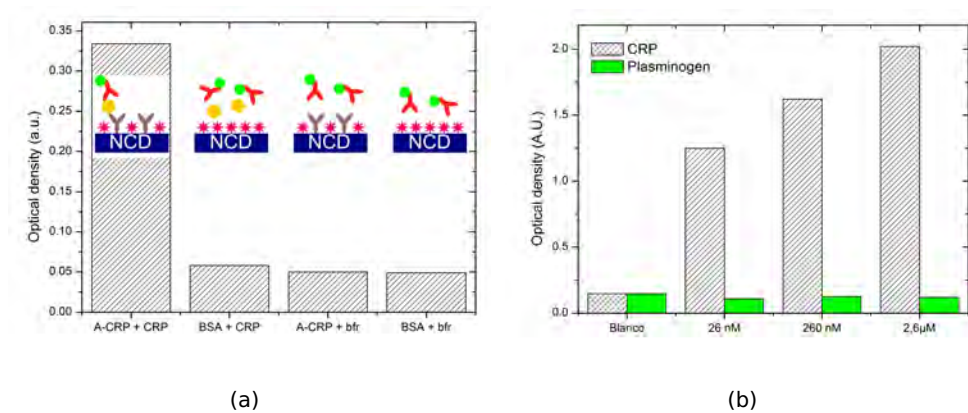 0.35
0.30
0.25
0.20
0.15
0.10
0.05
0.00
Optical density (a.u.)
NCD
NCD
NCD
NCD
A-CRP + CRP
BSA + CRP
A-CRP + bfr
BSA + bfr
(a)
2.0
1.5
1.0
0.5
0.0
Optical density (A.U.)
CRP
Plasminogen
Blanco
26 nM
260 nM
2,6µM
(b)